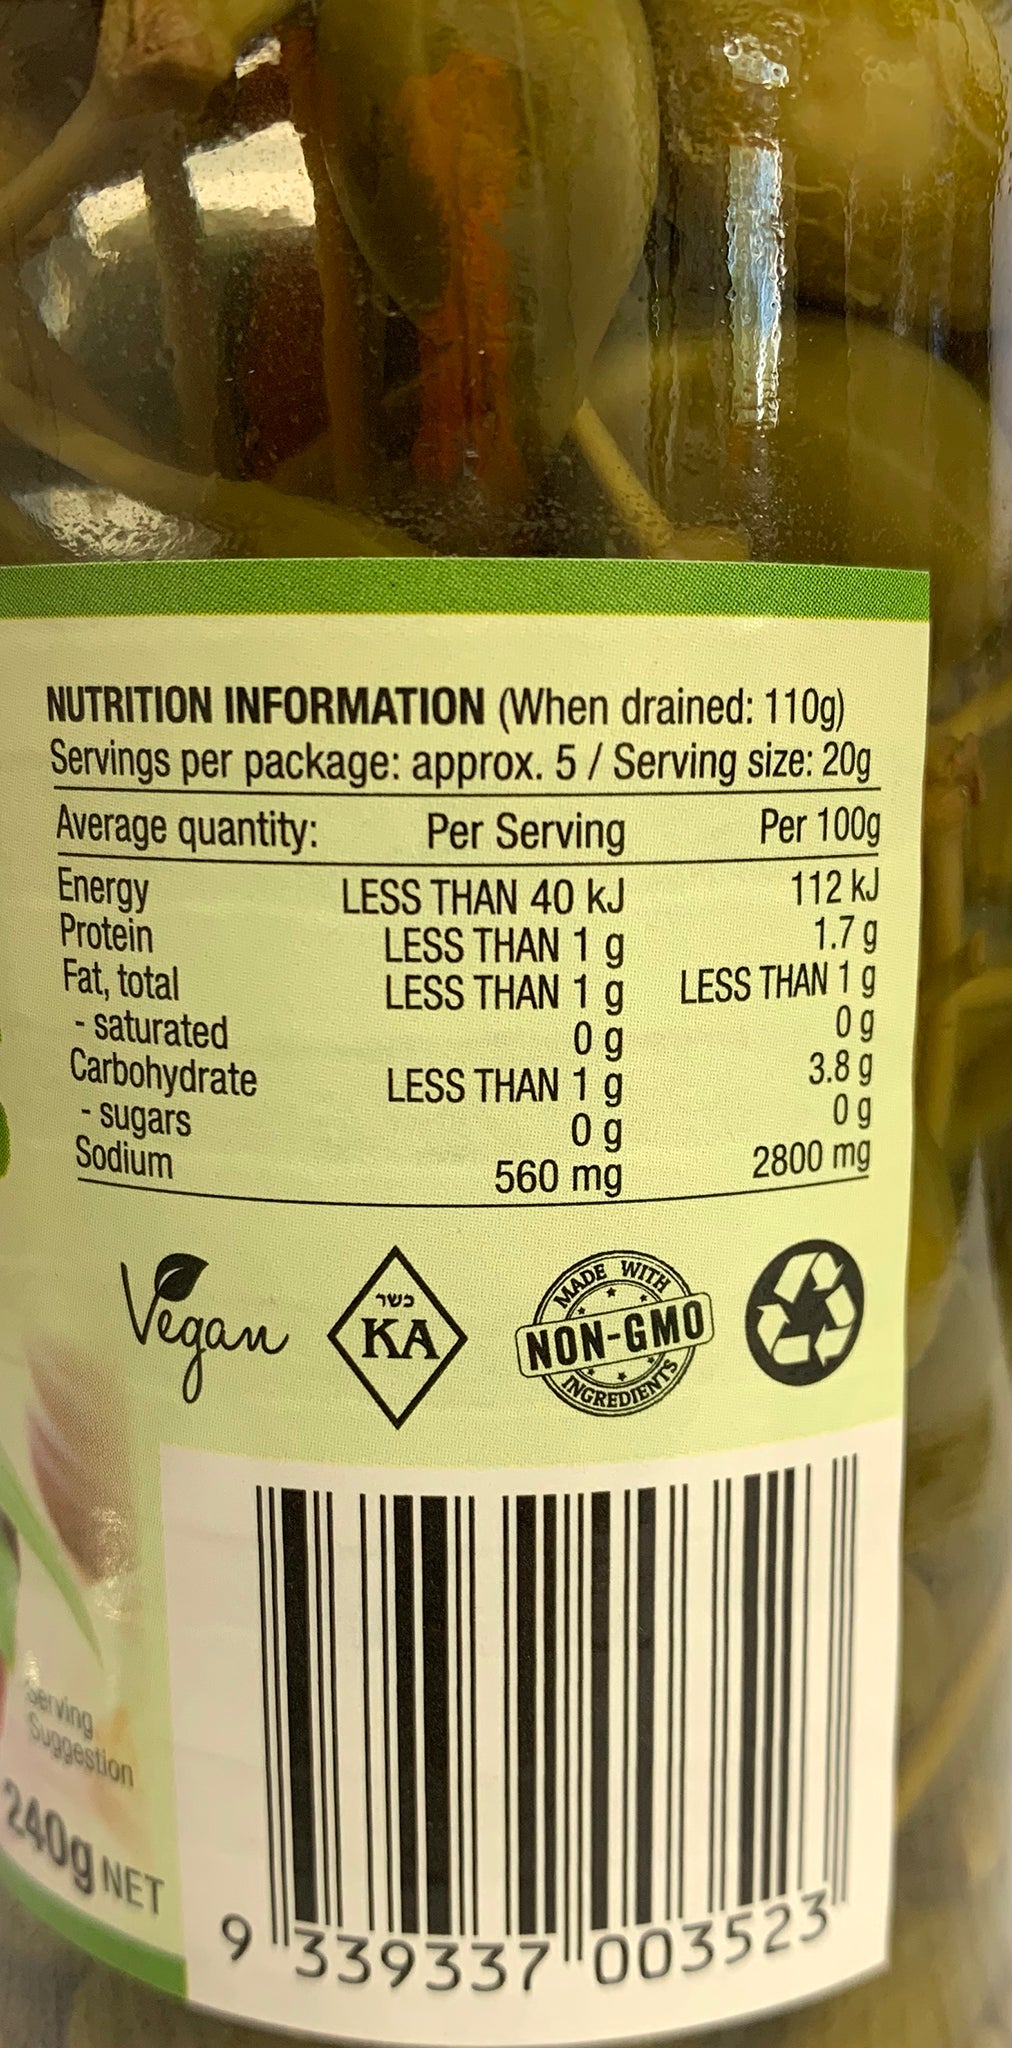 NUTRITION INFORMATION (When drained: 110g)
Servings per package: approx. 5 / Serving size: 20g
Average quantity: Per Serving Per 100g
Energy LESS THAN 40 kJ 112 kJ
Protein LESS THAN 1 g 1.7 g
Fat, total LESS THAN 1 g LESS THAN 1 g
- saturated 0 g 0 g
Carbohydrate LESS THAN 1 g 3.8 g
- sugars 0 g 0 g
Sodium 560 mg 2800 mg
Vegan
כשר
KA
MADE WITH
NON-GMO
INGREDIENTS
Serving
Suggestion
240g NET
9 339337 003523